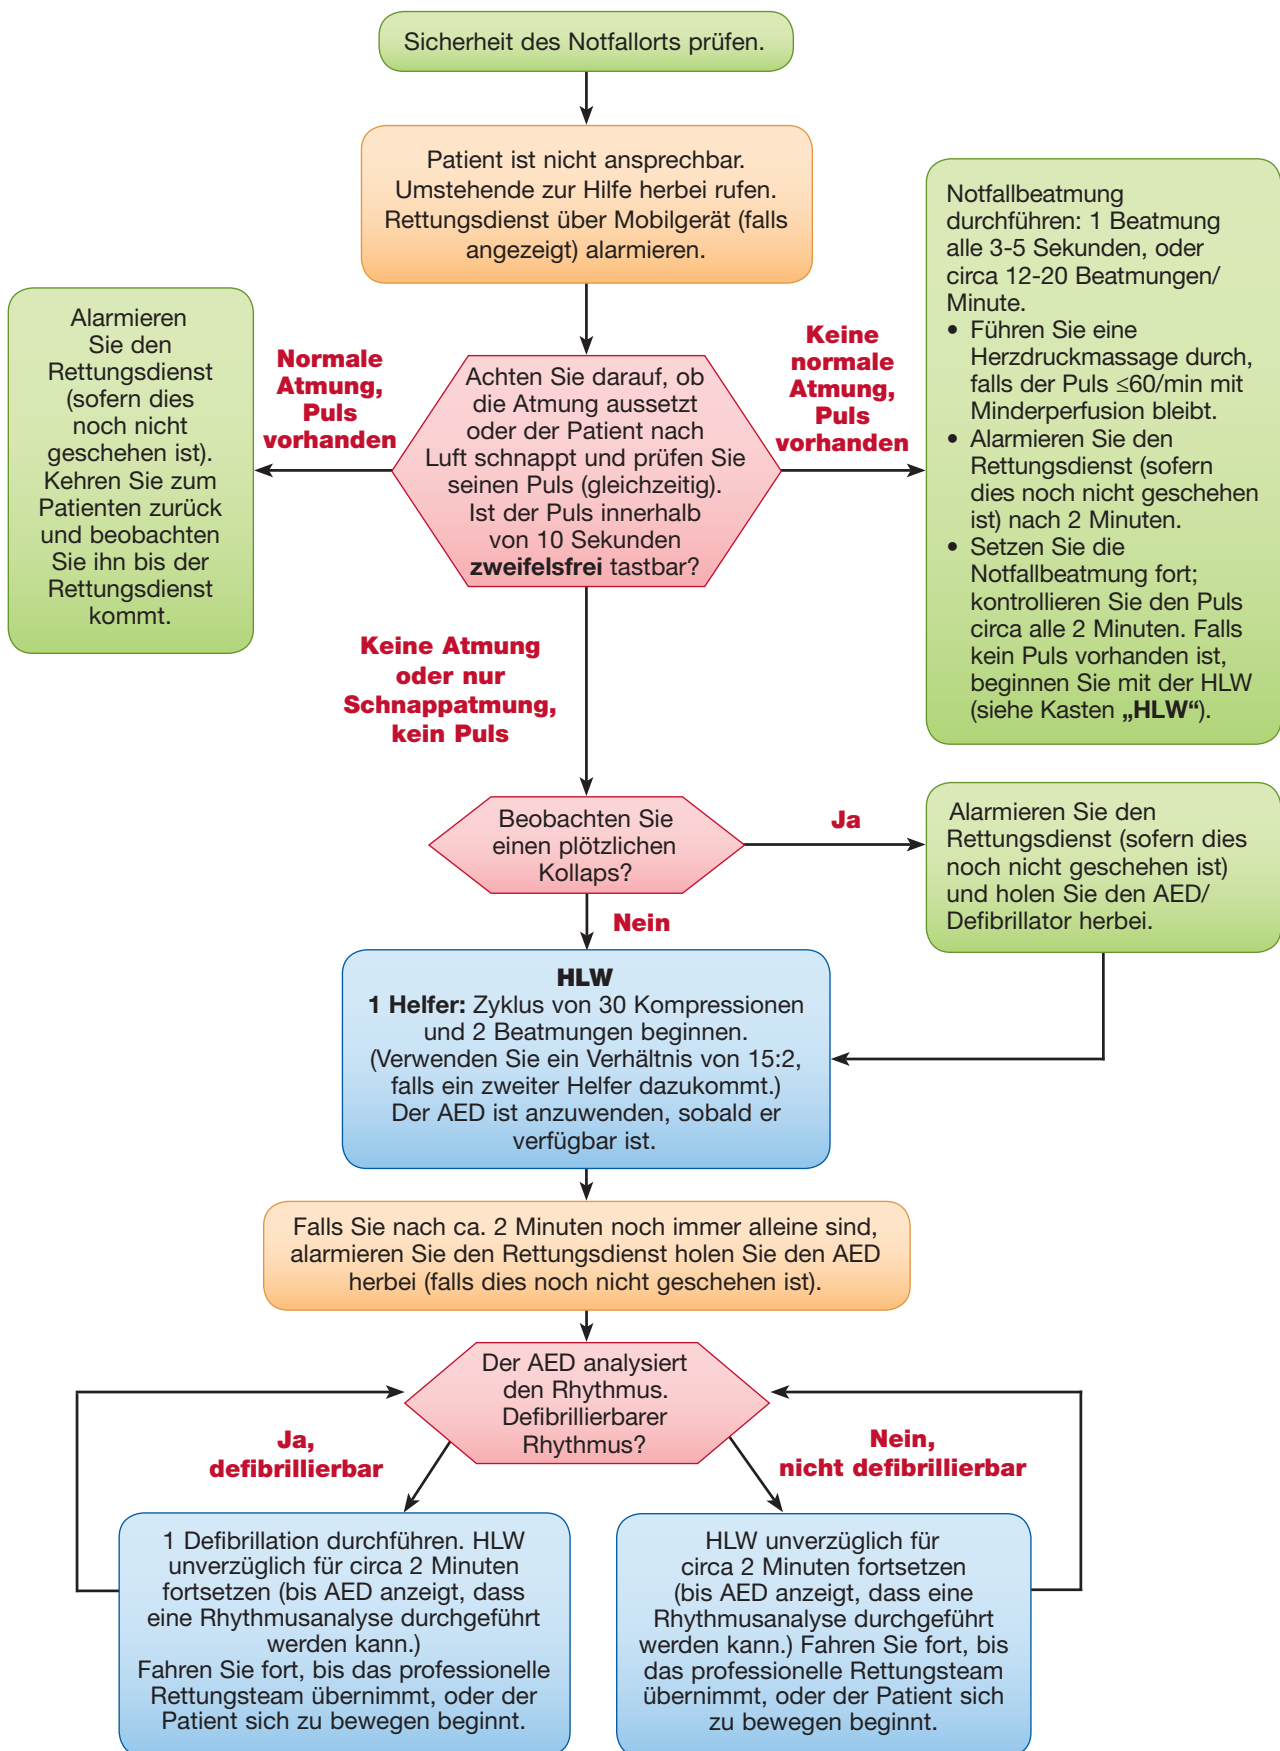 Sicherheit des Notfallorts prüfen.
Patient ist nicht ansprechbar.
Umstehende zur Hilfe herbei rufen.
Rettungsdienst über Mobilgerät (falls
angezeigt) alarmieren.
Alarmieren
Sie den
Rettungsdienst
(sofern dies
noch nicht
geschehen ist).
Kehren Sie zum
Patienten zurück
und beobachten
Sie ihn bis der
Rettungsdienst
kommt.
Normale
Atmung,
Puls
vorhanden
Achten Sie darauf, ob
die Atmung aussetzt
oder der Patient nach
Luft schnappt und prüfen Sie
seinen Puls (gleichzeitig).
Ist der Puls innerhalb
von 10 Sekunden
zweifelsfrei tastbar?
Keine
normale
Atmung,
Puls
vorhanden
Notfallbeatmung
durchführen: 1 Beatmung
alle 3-5 Sekunden, oder
circa 12-20 Beatmungen/
Minute.
• Führen Sie eine
Herzdruckmassage durch,
falls der Puls ≤60/min mit
Minderperfusion bleibt.
• Alarmieren Sie den
Rettungsdienst (sofern
dies noch nicht geschehen
ist) nach 2 Minuten.
• Setzen Sie die
Notfallbeatmung fort;
kontrollieren Sie den Puls
circa alle 2 Minuten. Falls
kein Puls vorhanden ist,
beginnen Sie mit der HLW
(siehe Kasten „HLW“).
Keine Atmung
oder nur
Schnappatmung,
kein Puls
Beobachten Sie
einen plötzlichen
Kollaps?
Ja
Alarmieren Sie den
Rettungsdienst (sofern dies
noch nicht geschehen ist)
und holen Sie den AED/
Defibrillator herbei.
Nein
HLW
1 Helfer: Zyklus von 30 Kompressionen
und 2 Beatmungen beginnen.
(Verwenden Sie ein Verhältnis von 15:2,
falls ein zweiter Helfer dazukommt.)
Der AED ist anzuwenden, sobald er
verfügbar ist.
Falls Sie nach ca. 2 Minuten noch immer alleine sind,
alarmieren Sie den Rettungsdienst holen Sie den AED
herbei (falls dies noch nicht geschehen ist).
Der AED analysiert
den Rhythmus.
Defibrillierbarer
Rhythmus?
Ja,
defibrillierbar
Nein,
nicht defibrillierbar
1 Defibrillation durchführen. HLW
unverzüglich für circa 2 Minuten
fortsetzen (bis AED anzeigt, dass
eine Rhythmusanalyse durchgeführt
werden kann.)
Fahren Sie fort, bis das professionelle
Rettungsteam übernimmt, oder der
Patient sich zu bewegen beginnt.
HLW unverzüglich für
circa 2 Minuten fortsetzen
(bis AED anzeigt, dass eine
Rhythmusanalyse durchgeführt
werden kann.) Fahren Sie fort, bis
das professionelle Rettungsteam
übernimmt, oder der Patient sich
zu bewegen beginnt.